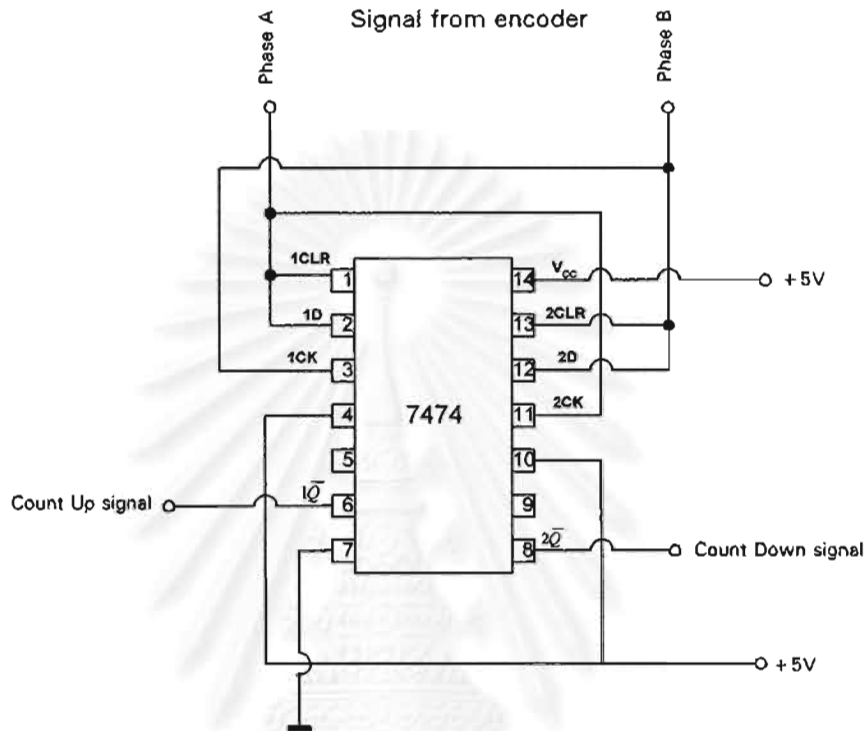 Signal from encoder
Phase A
Phase B
1CLR
1
1D
2
1CK
3
4
5
1Q̅
6
7
7474
V_CC
14
2CLR
13
2D
12
2CK
11
10
9
2Q̅
8
+5V
Count Up signal
Count Down signal
+5V